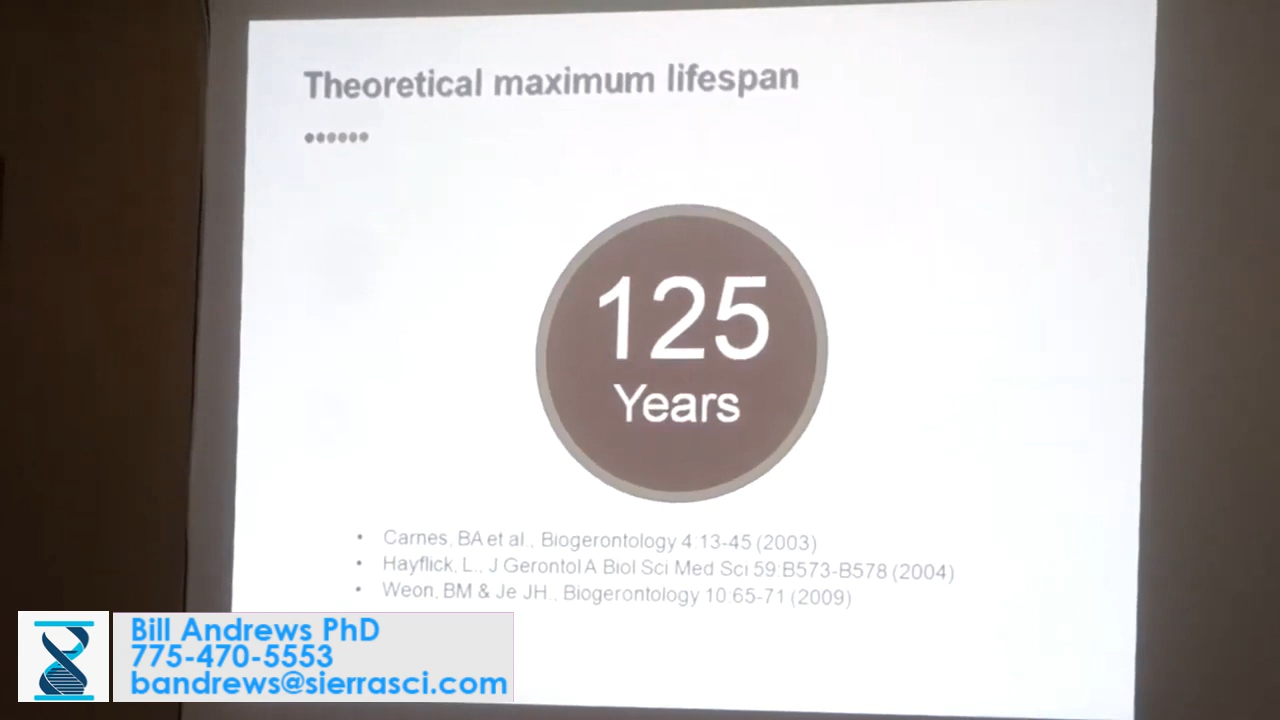 Theoretical maximum lifespan
125
Years
• Carnes, BA et al., Biogerontology 4:13-45 (2003)
• Hayflick, L., J Gerontol A Biol Sci Med Sci 59:B573-B578 (2004)
• Weon, BM & Je JH., Biogerontology 10:65-71 (2009)
Bill Andrews PhD
775-470-5553
bandrews@sierrasci.com